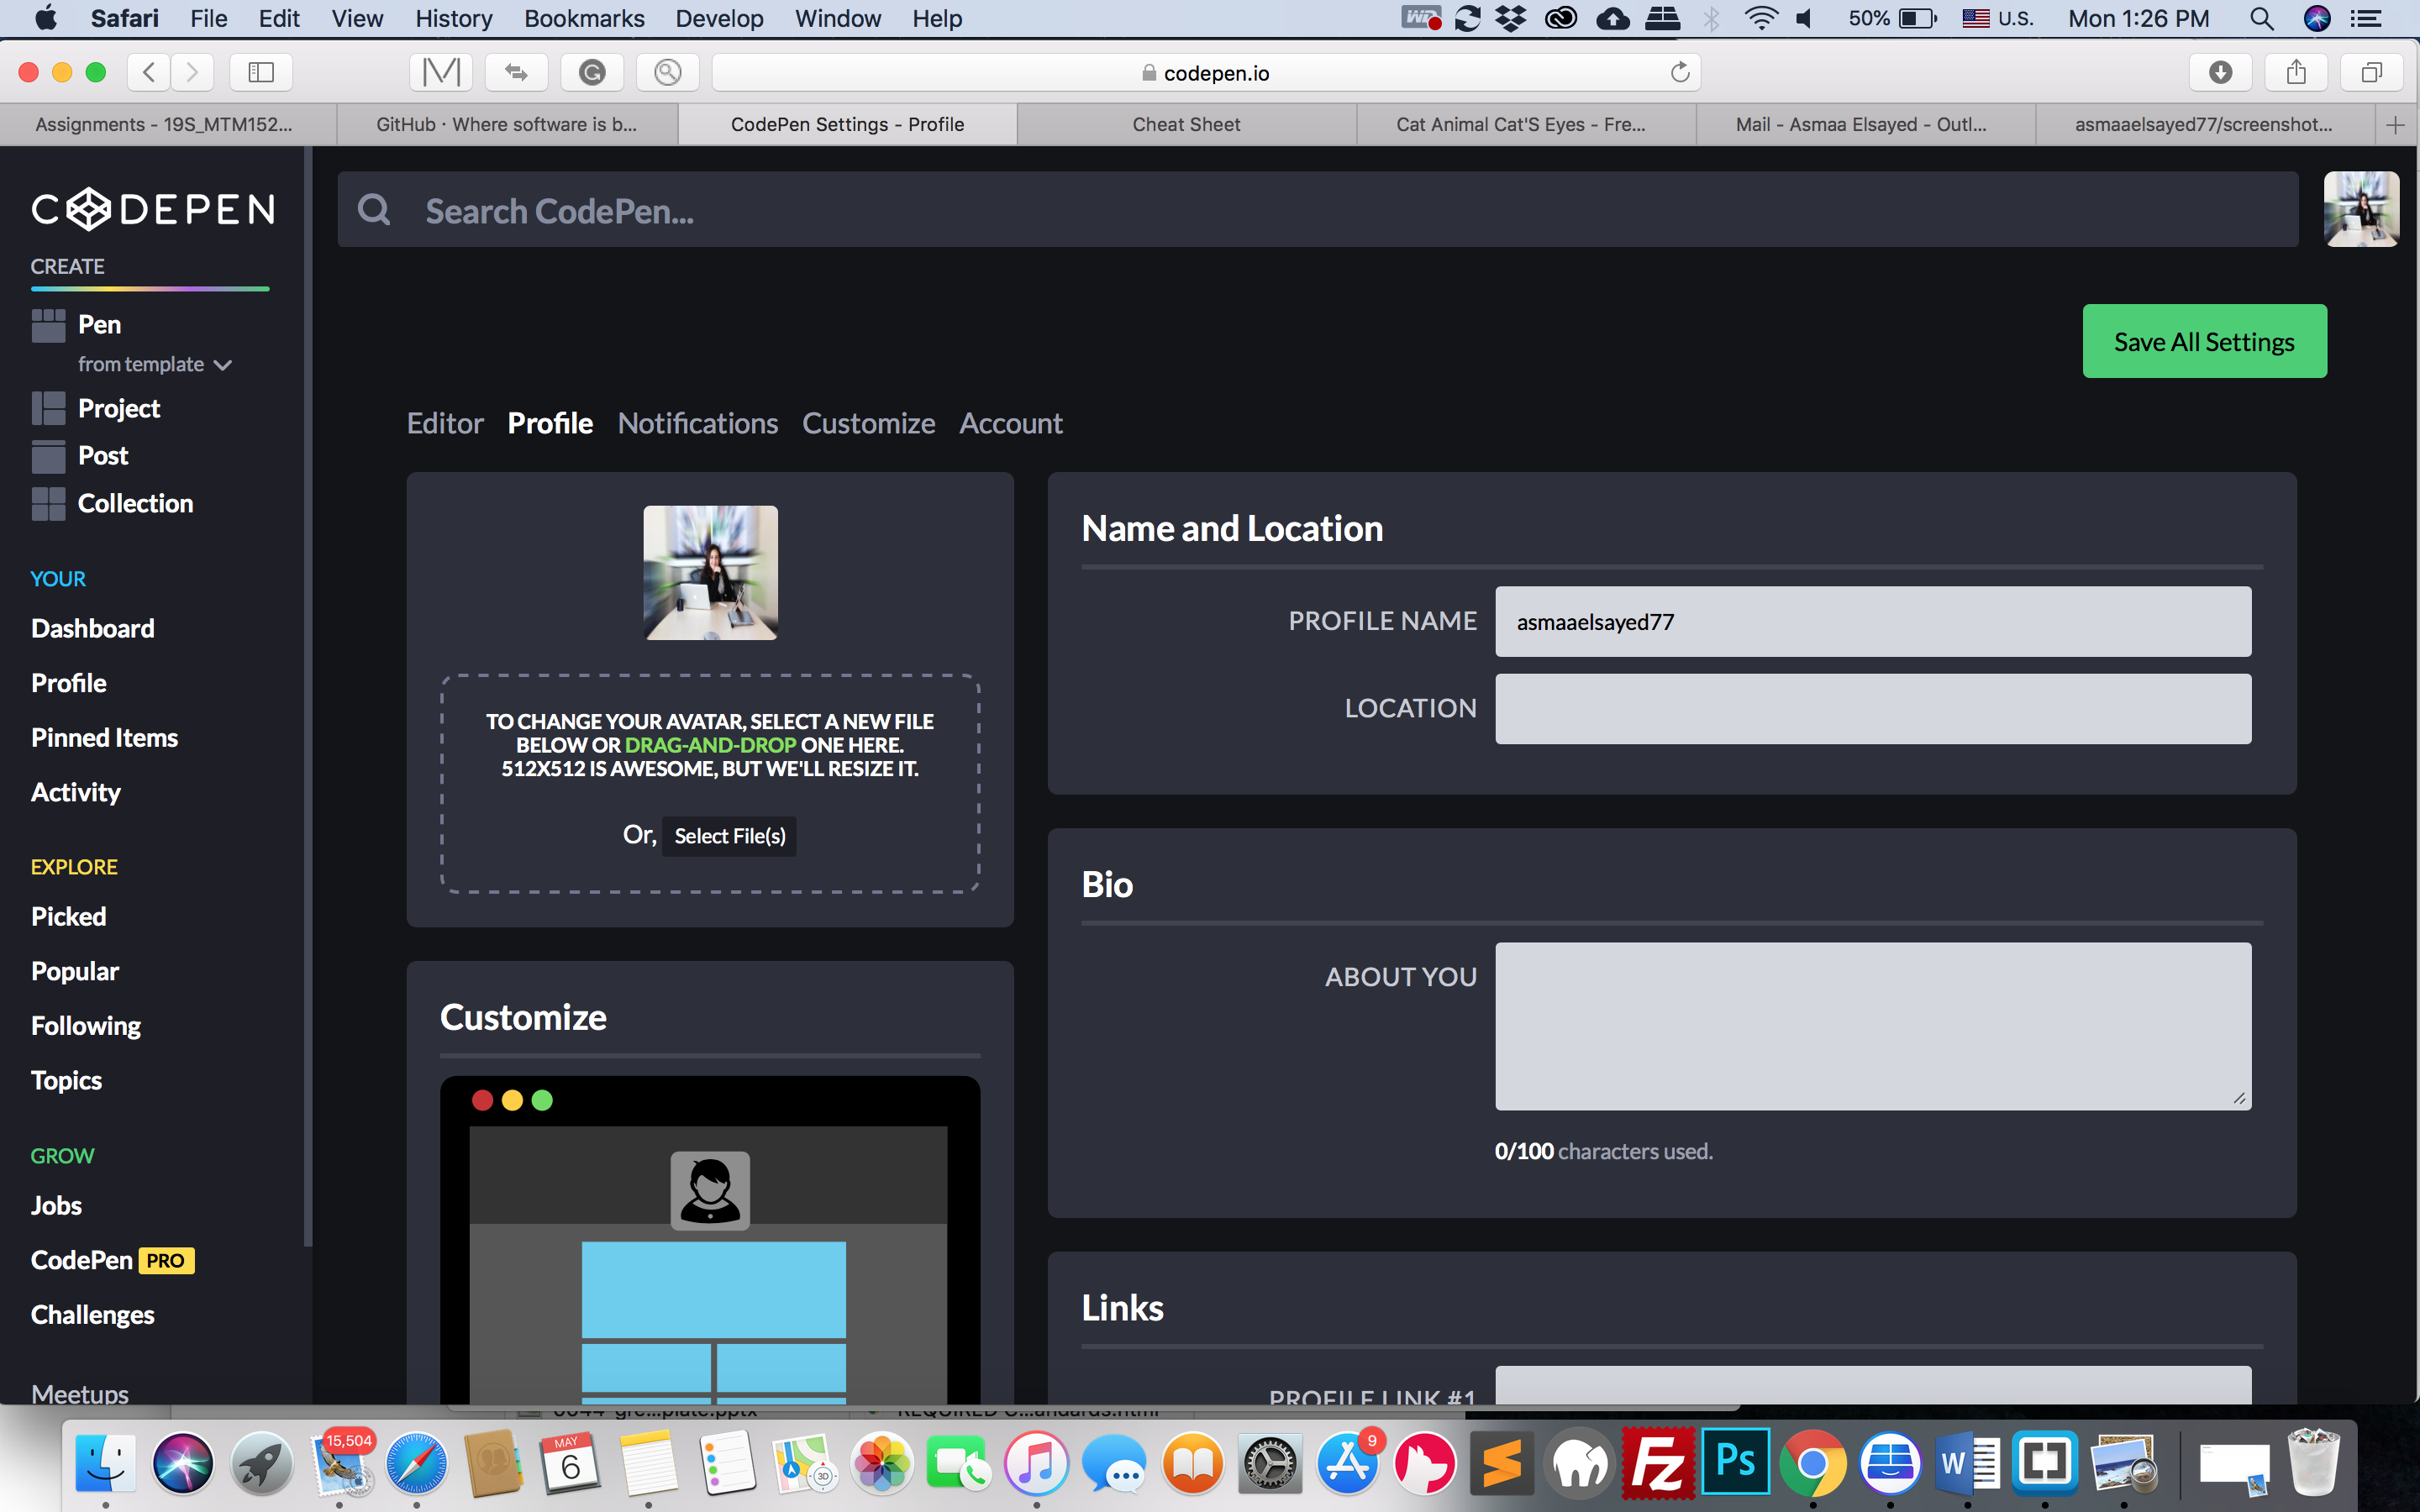 Safari File Edit View History Bookmarks Develop Window Help
50% U.S. Mon 1:26 PM
codepen.io
Assignments - 19S_MTM152...
GitHub · Where software is b...
CodePen Settings - Profile
Cheat Sheet
Cat Animal Cat'S Eyes - Fre...
Mail - Asmaa Elsayed - Outl...
asmaaelsayed77/screenshot...
CODEPEN
Search CodePen...
CREATE
Pen
from template
Project
Post
Collection
YOUR
Dashboard
Profile
Pinned Items
Activity
EXPLORE
Picked
Popular
Following
Topics
GROW
Jobs
CodePen PRO
Challenges
Meetups
Save All Settings
Editor Profile Notifications Customize Account
TO CHANGE YOUR AVATAR, SELECT A NEW FILE
BELOW OR DRAG-AND-DROP ONE HERE.
512X512 IS AWESOME, BUT WE'LL RESIZE IT.
Or, Select File(s)
Customize
Name and Location
PROFILE NAME asmaaelsayed77
LOCATION
Bio
ABOUT YOU
0/100 characters used.
Links
PROFILE LINK #1
15,504
MAY
6
3D
9
Fz
Ps
W